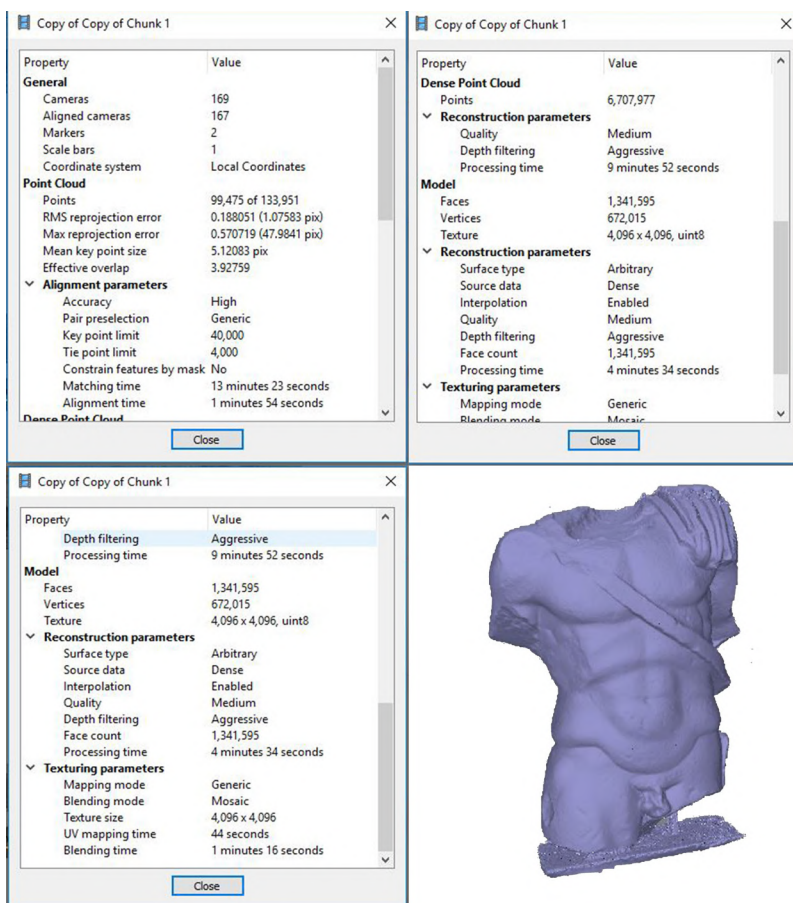 Copy of Copy of Chunk 1
Property Value
General
Cameras 169
Aligned cameras 167
Markers 2
Scale bars 1
Coordinate system Local Coordinates
Point Cloud
Points 99,475 of 133,951
RMS reprojection error 0.188051 (1.07583 pix)
Max reprojection error 0.570719 (47.9841 pix)
Mean key point size 5.12083 pix
Effective overlap 3.92759
Alignment parameters
Accuracy High
Pair preselection Generic
Key point limit 40,000
Tie point limit 4,000
Constrain features by mask No
Matching time 13 minutes 23 seconds
Alignment time 1 minutes 54 seconds
Dense Point Cloud
Close
Copy of Copy of Chunk 1
Property Value
Dense Point Cloud
Points 6,707,977
Reconstruction parameters
Quality Medium
Depth filtering Aggressive
Processing time 9 minutes 52 seconds
Model
Faces 1,341,595
Vertices 672,015
Texture 4,096 x 4,096, uint8
Reconstruction parameters
Surface type Arbitrary
Source data Dense
Interpolation Enabled
Quality Medium
Depth filtering Aggressive
Face count 1,341,595
Processing time 4 minutes 34 seconds
Texturing parameters
Mapping mode Generic
Blending mode Mosaic
Close
Copy of Copy of Chunk 1
Property Value
Depth filtering Aggressive
Processing time 9 minutes 52 seconds
Model
Faces 1,341,595
Vertices 672,015
Texture 4,096 x 4,096, uint8
Reconstruction parameters
Surface type Arbitrary
Source data Dense
Interpolation Enabled
Quality Medium
Depth filtering Aggressive
Face count 1,341,595
Processing time 4 minutes 34 seconds
Texturing parameters
Mapping mode Generic
Blending mode Mosaic
Texture size 4,096 x 4,096
UV mapping time 44 seconds
Blending time 1 minutes 16 seconds
Close